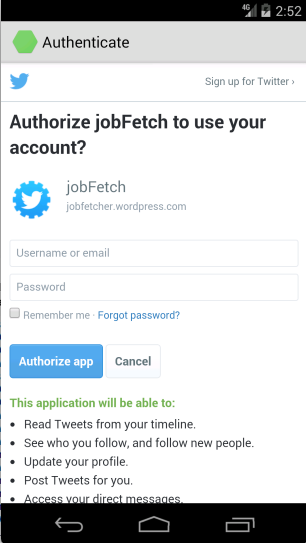 4G 2:52
Authenticate
Sign up for Twitter ›
Authorize jobFetch to use your
account?
jobFetch
jobfetcher.wordpress.com
Username or email
Password
Remember me · Forgot password?
Authorize app Cancel
This application will be able to:
• Read Tweets from your timeline.
• See who you follow, and follow new people.
• Update your profile.
• Post Tweets for you.
• Access your direct messages.